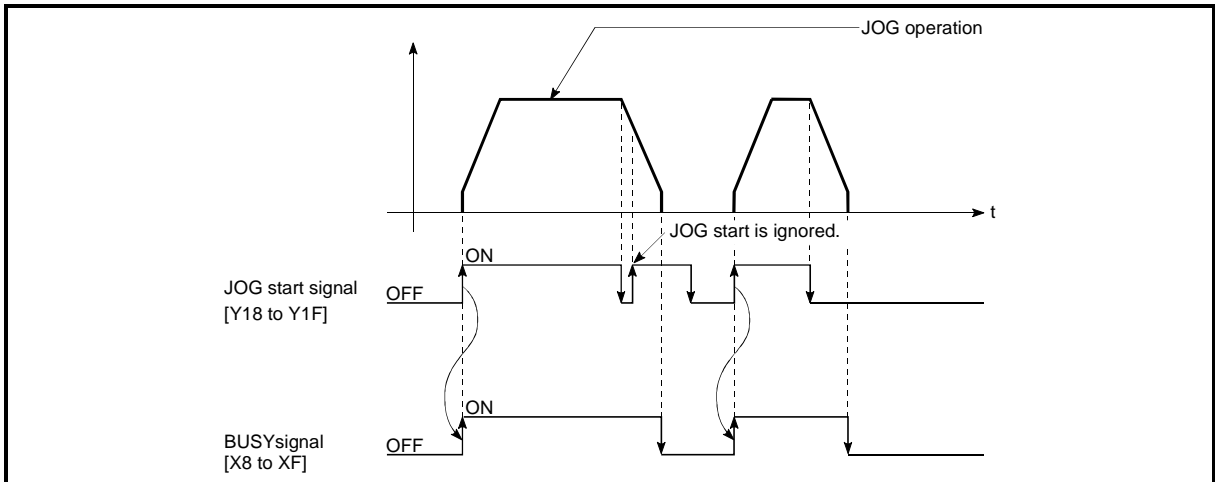 JOG operation
t
JOG start is ignored.
ON
JOG start signal
OFF
[Y18 to Y1F]
ON
BUSYsignal
OFF
[X8 to XF]